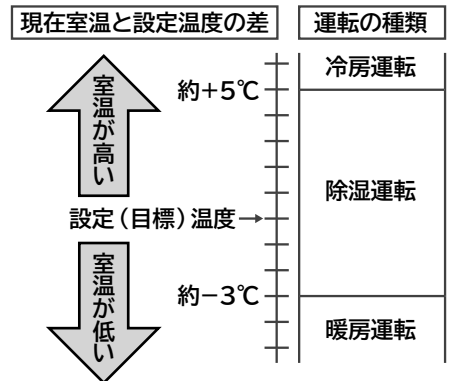 現在室温と設定温度の差
運転の種類
室温が高い
約+5℃
設定（目標）温度→
約−3℃
室温が低い
冷房運転
除湿運転
暖房運転